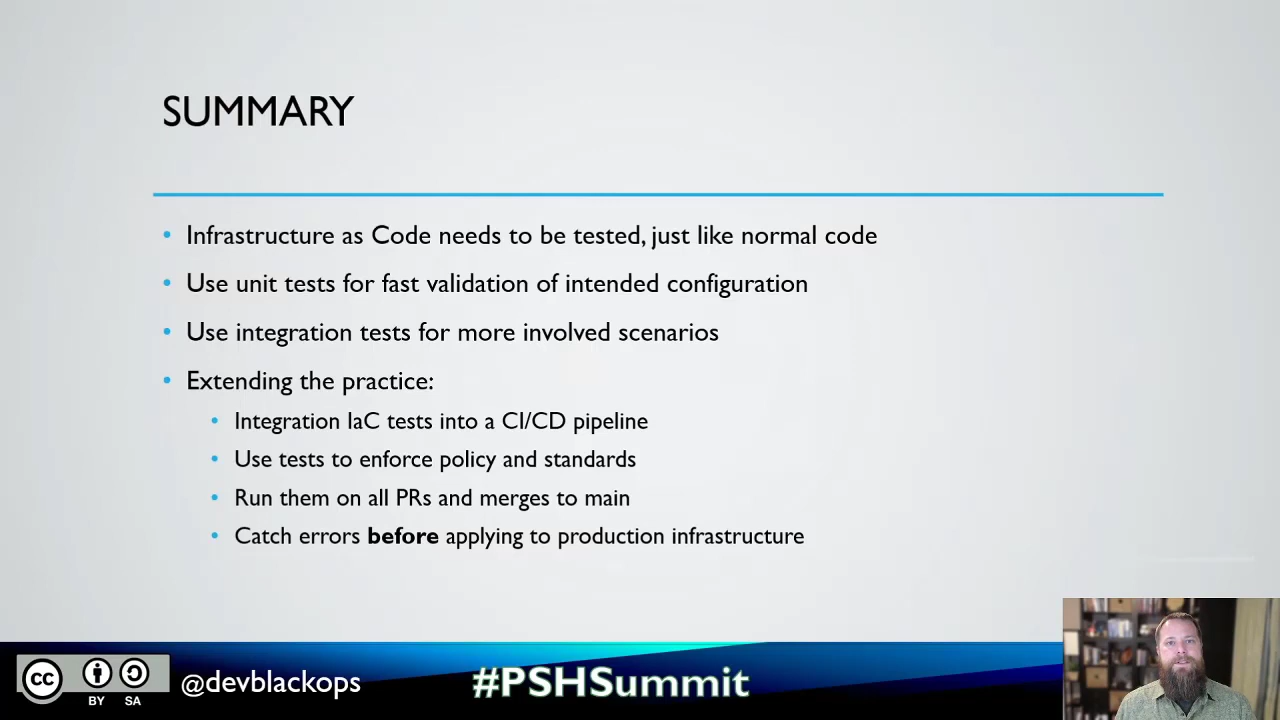 SUMMARY
• Infrastructure as Code needs to be tested, just like normal code
• Use unit tests for fast validation of intended configuration
• Use integration tests for more involved scenarios
• Extending the practice:
• Integration IaC tests into a CI/CD pipeline
• Use tests to enforce policy and standards
• Run them on all PRs and merges to main
• Catch errors before applying to production infrastructure
cc
BY SA
@devblackops
#PSHSummit